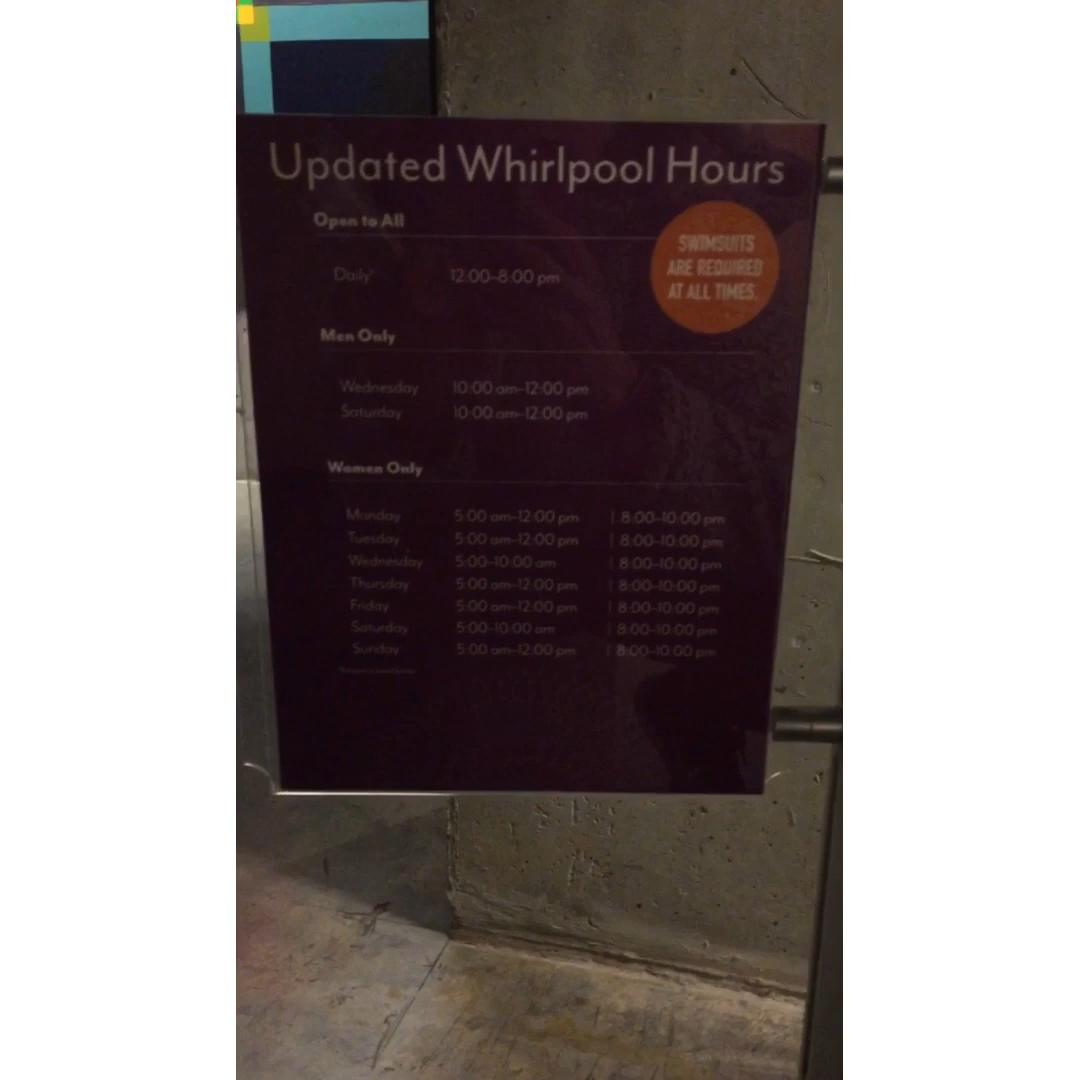 Updated Whirlpool Hours
Open to All
SWIMSUITS
ARE REQUIRED
AT ALL TIMES.
Daily* 12:00–8:00 pm
Men Only
Wednesday 10:00 am–12:00 pm
Saturday 10:00 am–12:00 pm
Women Only
Monday 5:00 am–12:00 pm | 8:00–10:00 pm
Tuesday 5:00 am–12:00 pm | 8:00–10:00 pm
Wednesday 5:00–10:00 am | 8:00–10:00 pm
Thursday 5:00 am–12:00 pm | 8:00–10:00 pm
Friday 5:00 am–12:00 pm | 8:00–10:00 pm
Saturday 5:00–10:00 am | 8:00–10:00 pm
Sunday 5:00 am–12:00 pm | 8:00–10:00 pm